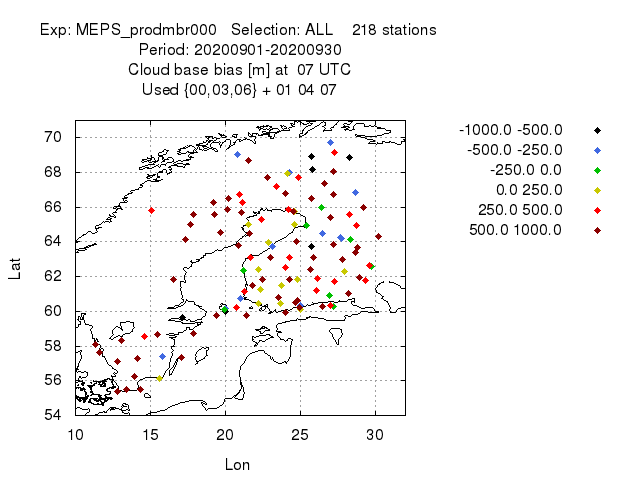 Exp: MEPS_prodmbr000 Selection: ALL 218 stations
Period: 20200901-20200930
Cloud base bias [m] at 07 UTC
Used {00,03,06} + 01 04 07
70
68
66
64
62
60
58
56
54
10 15 20 25 30
Lat
Lon
-1000.0 -500.0
-500.0 -250.0
-250.0 0.0
0.0 250.0
250.0 500.0
500.0 1000.0